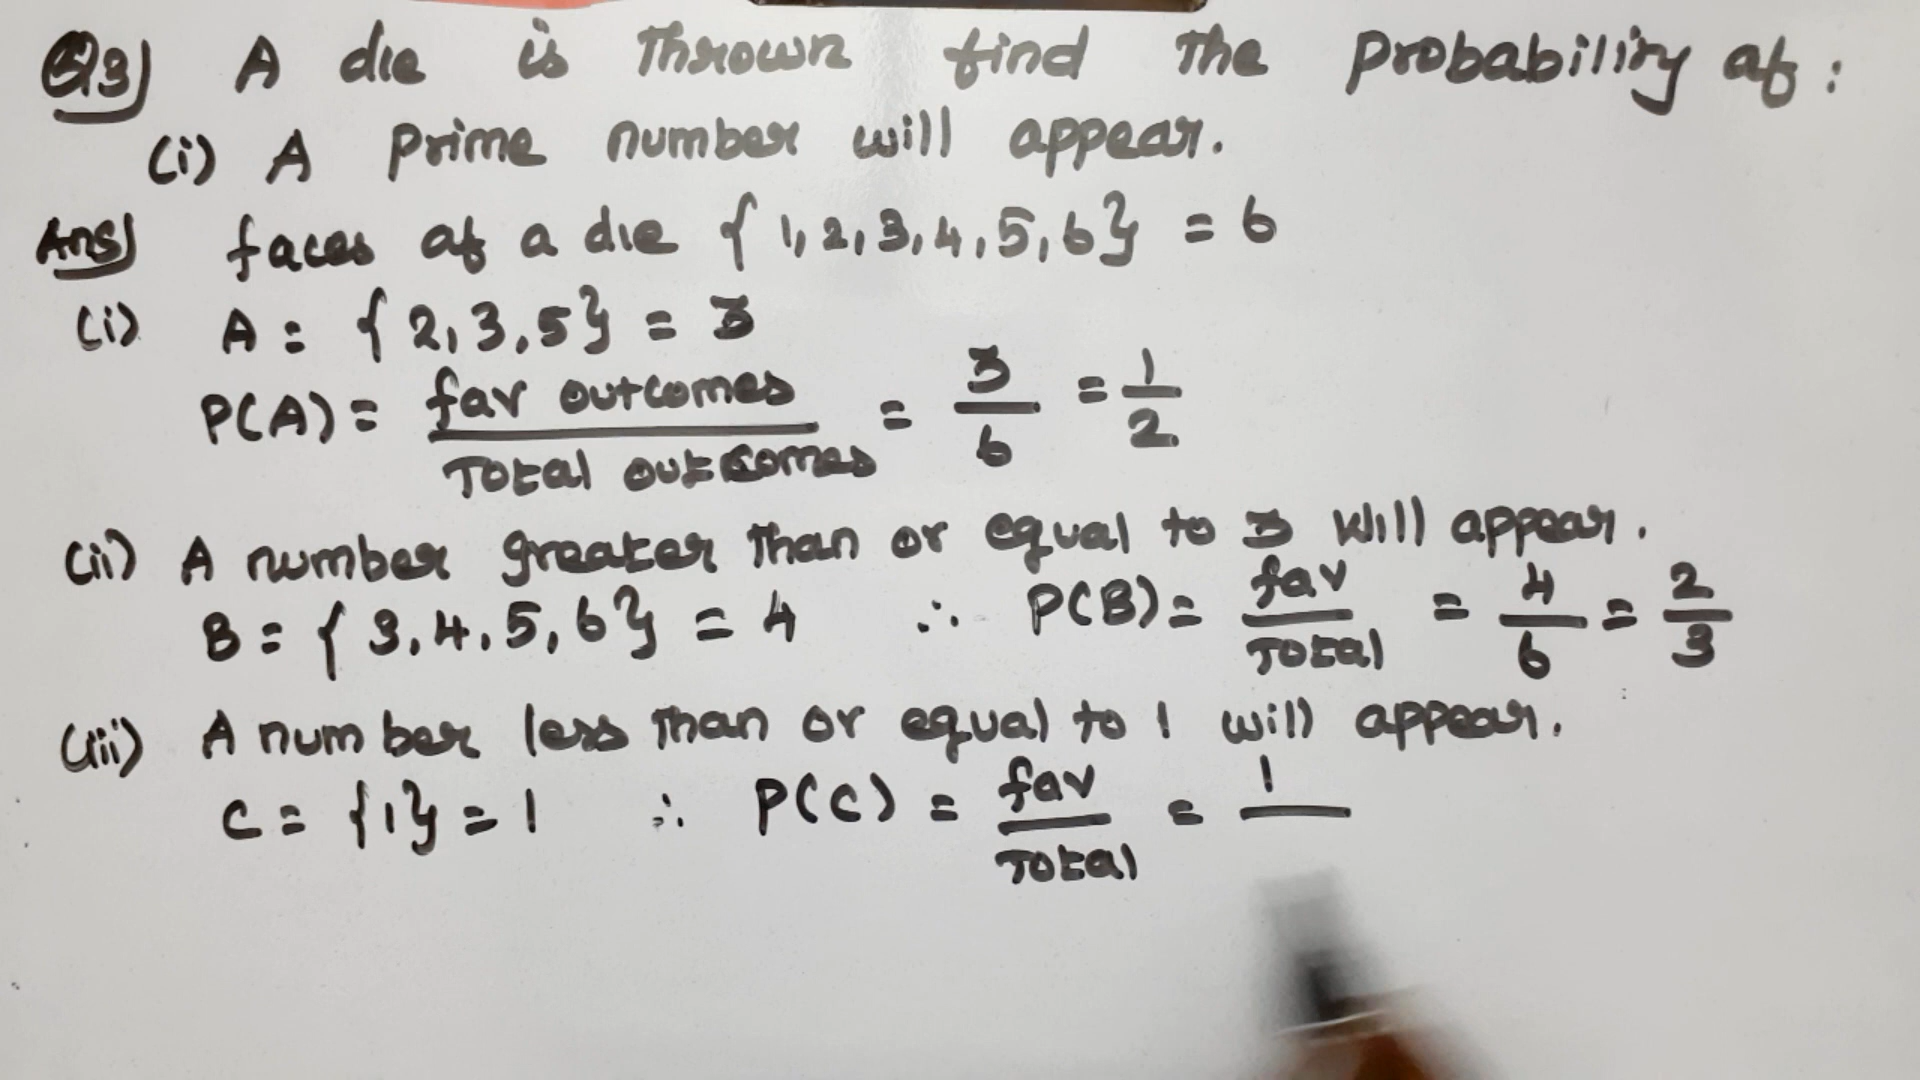 Q3) A die is Thrown find The Probability of :
(i) A Prime number will appear.
Ans) faces of a die { 1, 2, 3, 4, 5, 6 } = 6
(i) A = { 2, 3, 5 } = 3
P(A) = fav outcomes / Total outcomes = 3/6 = 1/2
(ii) A number greater Than or equal to 3 Will appear.
B = { 3, 4, 5, 6 } = 4 ∴ P(B) = fav / Total = 4/6 = 2/3
(iii) A number less Than or equal to 1 will appear.
C = {1} = 1 ∴ P(C) = fav / Total = 1/